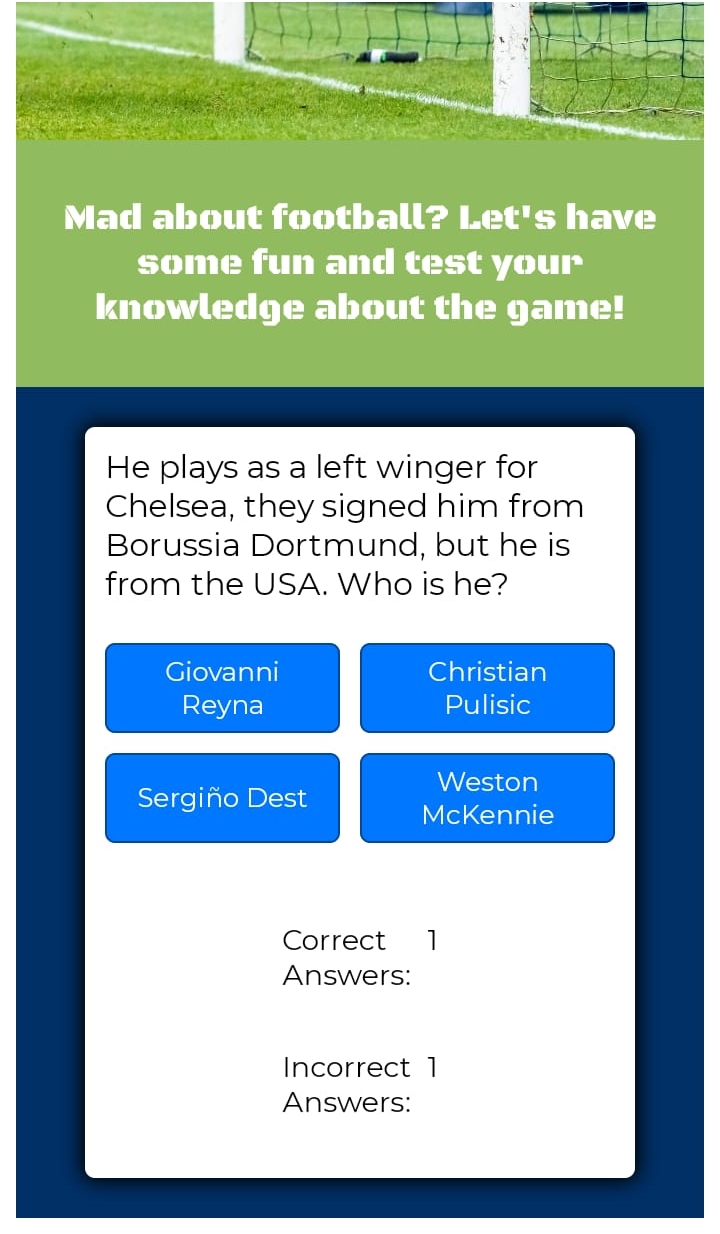 Mad about football? Let's have
some fun and test your
knowledge about the game!
He plays as a left winger for
Chelsea, they signed him from
Borussia Dortmund, but he is
from the USA. Who is he?
Giovanni
Reyna
Christian
Pulisic
Sergiño Dest
Weston
McKennie
Correct 1
Answers:
Incorrect 1
Answers: